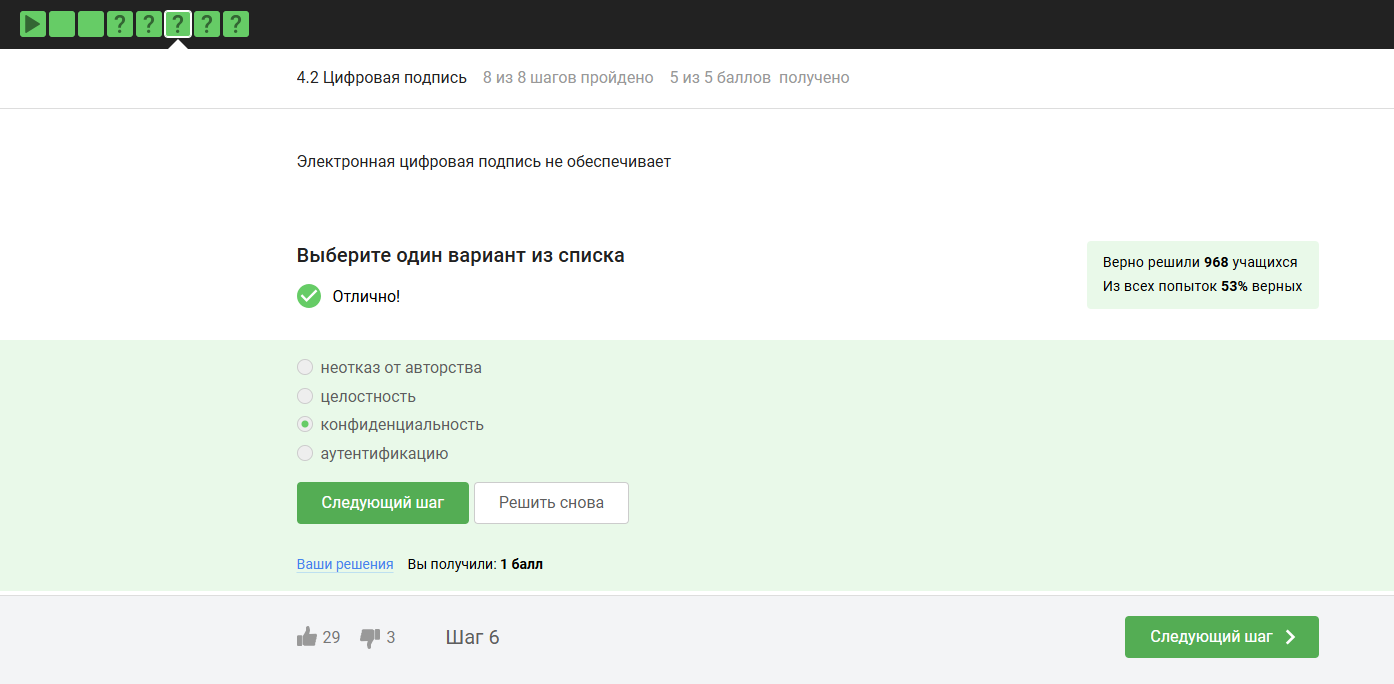 ? ? ? ? ?
4.2 Цифровая подпись 8 из 8 шагов пройдено 5 из 5 баллов получено
Электронная цифровая подпись не обеспечивает
Выберите один вариант из списка
Отлично!
Верно решили 968 учащихся
Из всех попыток 53% верных
неотказ от авторства
целостность
конфиденциальность
аутентификацию
Следующий шаг Решить снова
Ваши решения Вы получили: 1 балл
29 3 Шаг 6 Следующий шаг